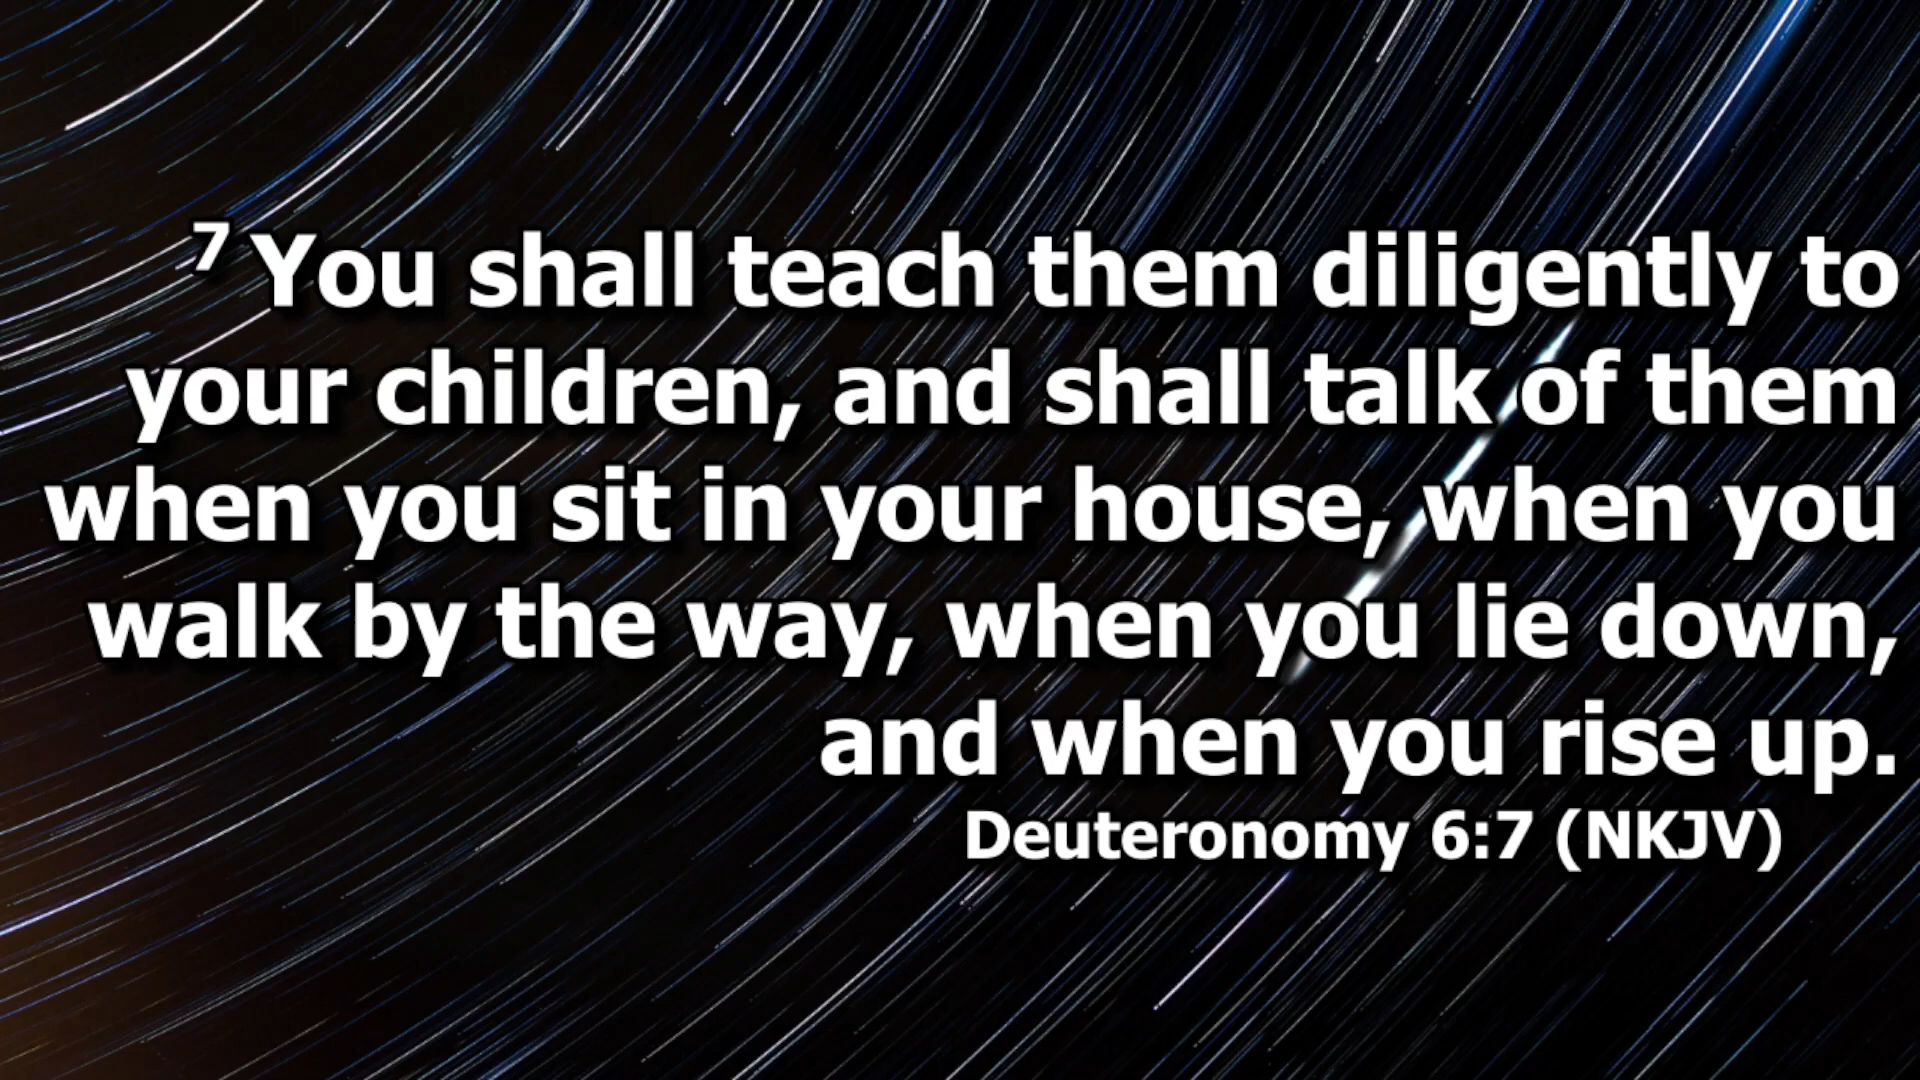 7 You shall teach them diligently to
your children, and shall talk of them
when you sit in your house, when you
walk by the way, when you lie down,
and when you rise up.
Deuteronomy 6:7 (NKJV)